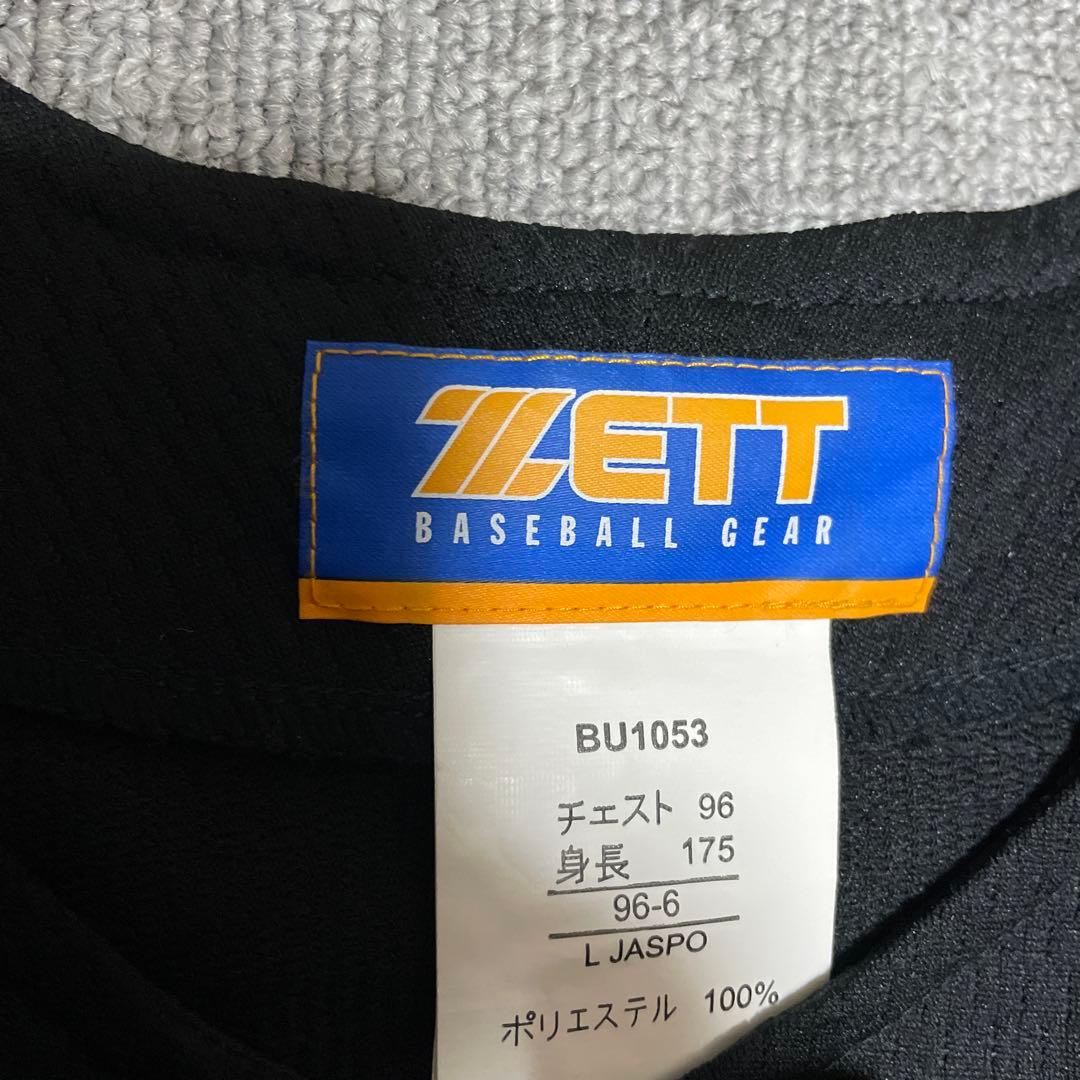 ZETT
BASEBALL GEAR
BU1053
チェスト 96
身長 175
96-6
L JASPO
ポリエステル 100%